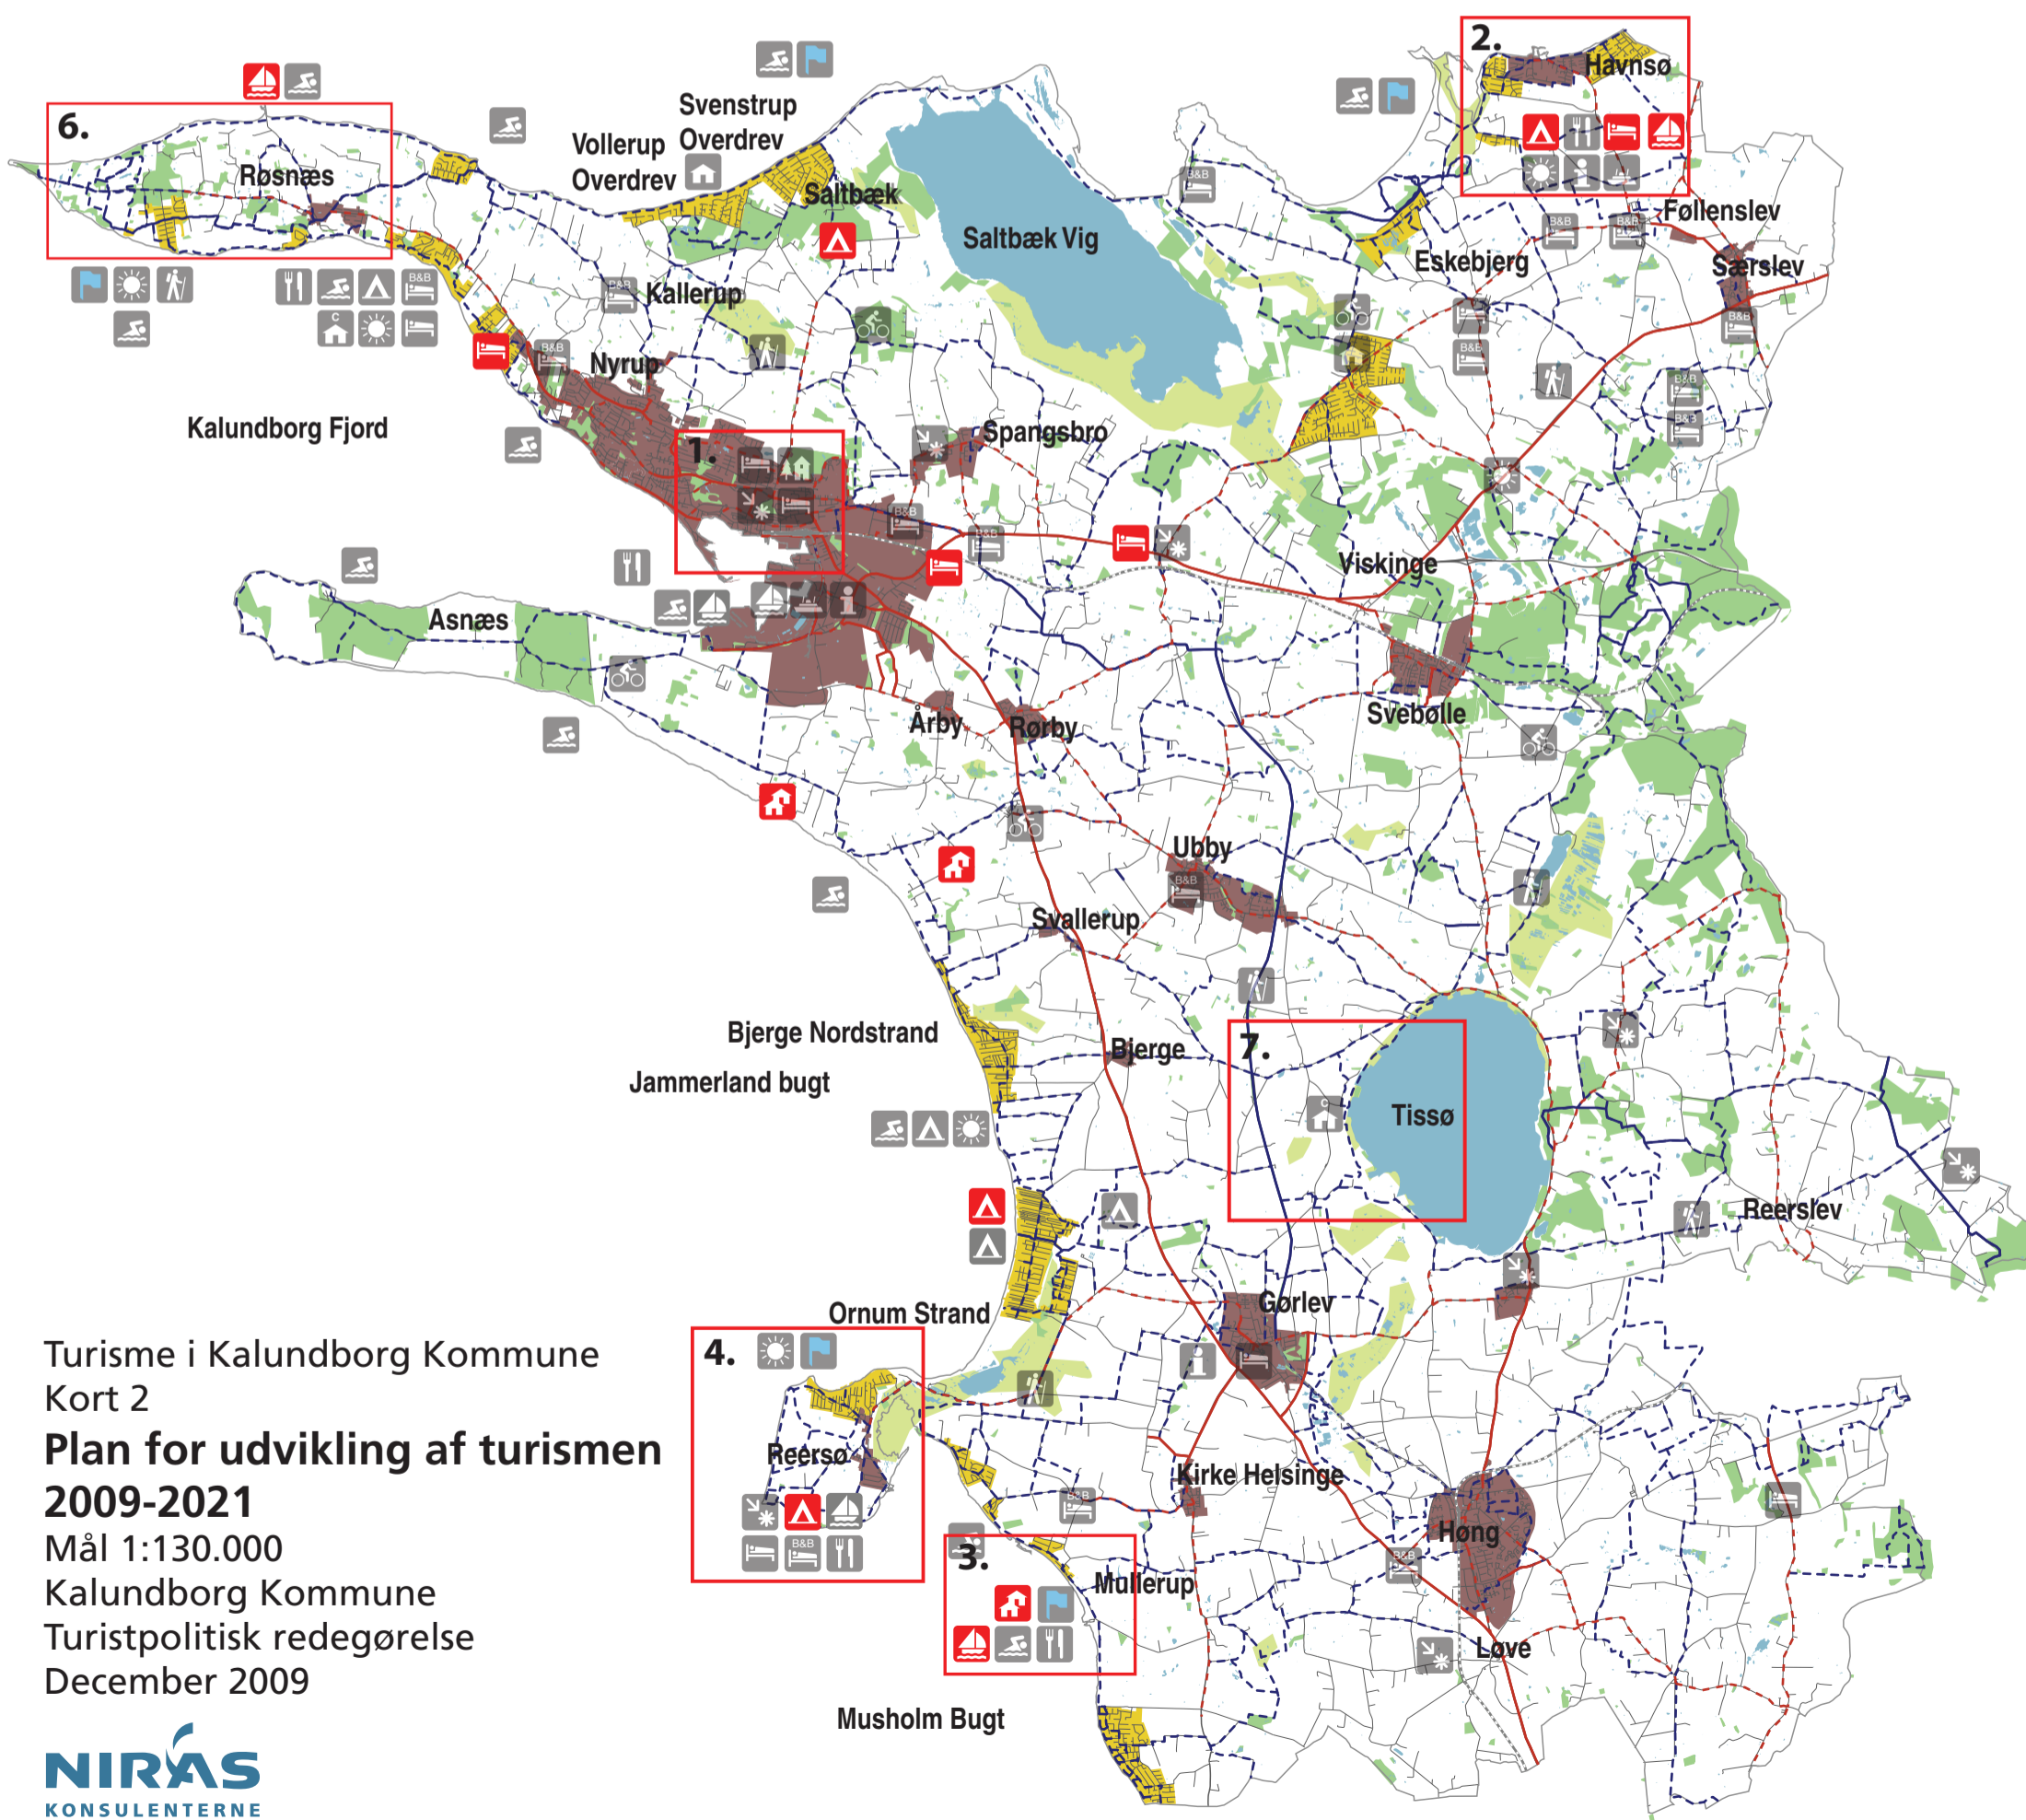 2.
Havnsø
6.
Røsnæs
Svenstrup
Overdrev
Vollerup
Overdrev
Saltbæk
Saltbæk Vig
B&B
Føllenslev
B&B
B&B
Eskebjerg
Særslev
B&B
C
B&B
Kallerup
B&B
B&B
Nyrup
B&B
B&B
B&B
Kalundborg Fjord
1.
Spangsbro
B&B
B&B
Viskinge
Asnæs
Årby
Rørby
Svebølle
Ubby
B&B
Svallerup
Bjerge Nordstrand
Bjerge
7.
Jammerland bugt
C
Tissø
Reerslev
Ornum Strand
Gørlev
4.
Reersø
B&B
Kirke Helsinge
B&B
Høng
B&B
3.
Mullerup
Løve
Musholm Bugt
Turisme i Kalundborg Kommune
Kort 2
Plan for udvikling af turismen
2009-2021
Mål 1:130.000
Kalundborg Kommune
Turistpolitisk redegørelse
December 2009
NIRAS
KONSULENTERNE